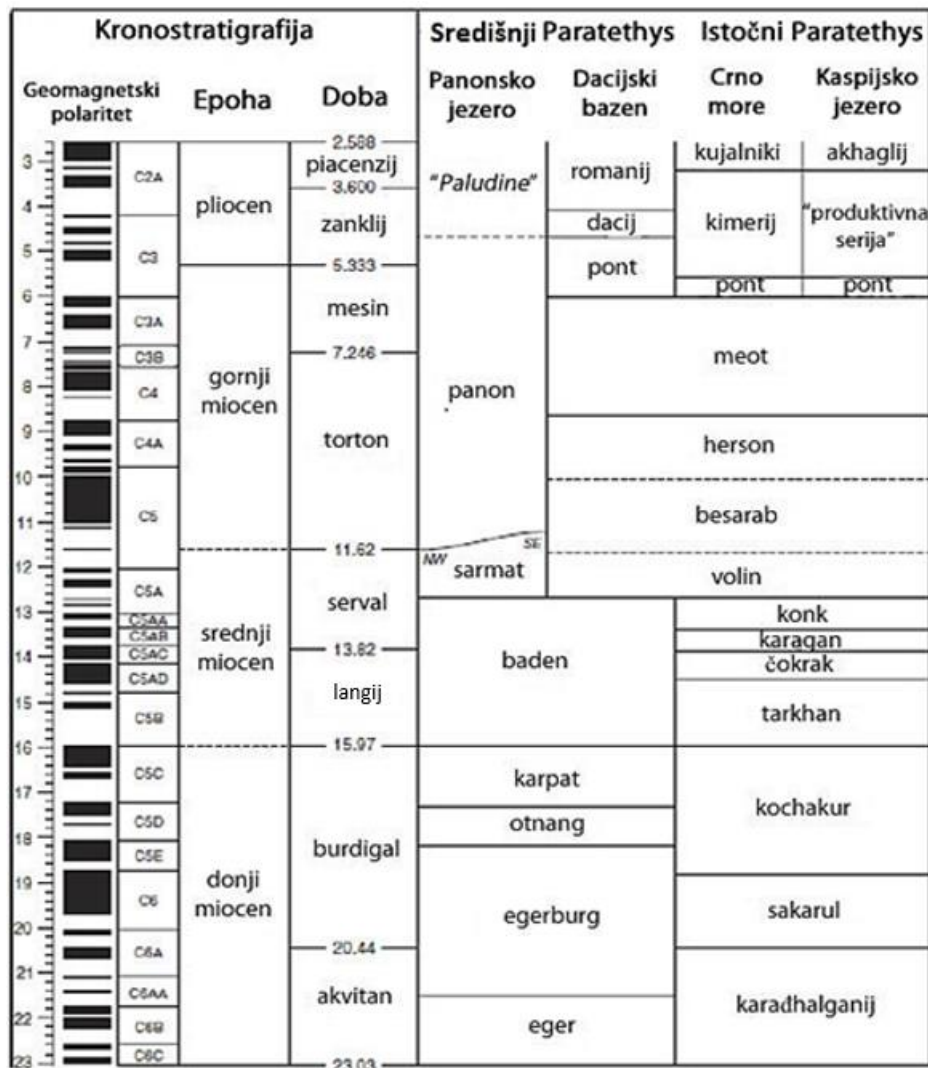 Kronostratigrafija
Središnji Paratethys
Istočni Paratethys
Geomagnetski
polaritet
Epoha
Doba
Panonsko
jezero
Dacijski
bazen
Crno
more
Kaspijsko
jezero
3
4
5
6
7
8
9
10
11
12
13
14
15
16
17
18
19
20
21
22
23
C2A
C3
C3A
C3B
C4
C4A
C5
C5A
C5AA
C5AB
C5AC
C5AD
C5B
C5C
C5D
C5E
C6
C6A
C6AA
C6B
C6C
pliocen
gornji
miocen
srednji
miocen
donji
miocen
2.588
piacenzij
3.600
zanklij
5.333
mesin
7.246
torton
11.62
serval
13.82
langij
15.97
burdigal
20.44
akvitan
23.03
"Paludine"
panon
NW
SE
sarmat
baden
karpat
otnang
egerburg
eger
romanij
dacij
pont
kujalniki
akhaglij
kimerij
"produktivna
serija"
pont
pont
meot
herson
besarab
volin
konk
karagan
čokrak
tarkhan
kochakur
sakarul
karađhalganij